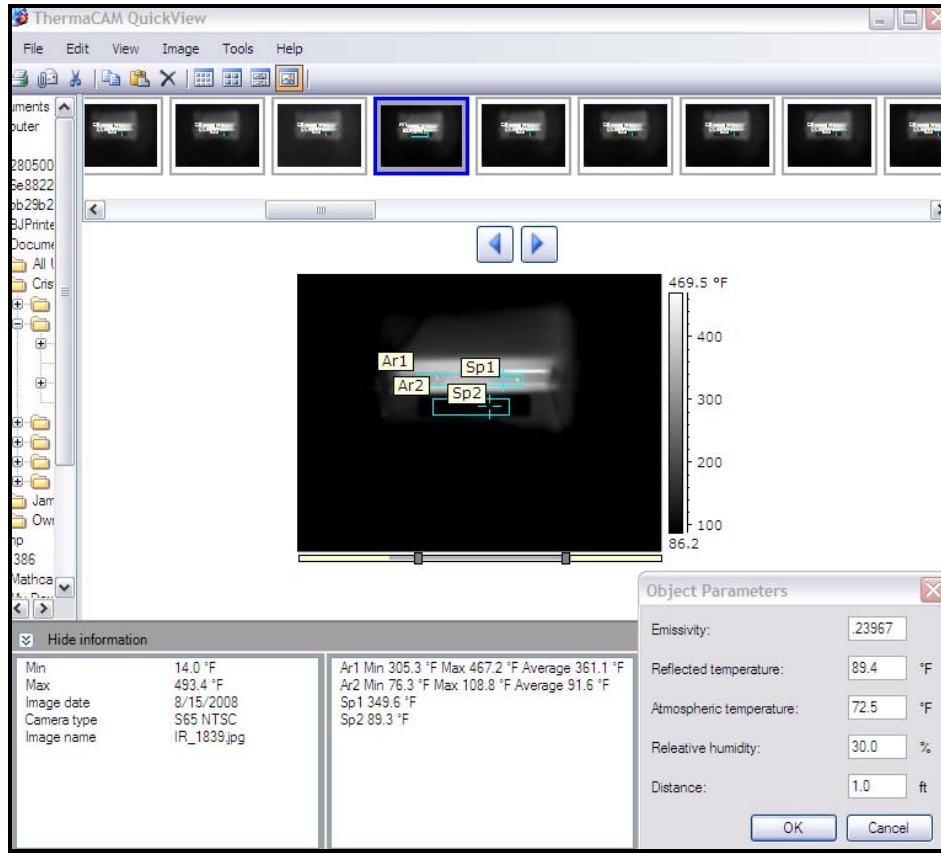 ThermaCAM QuickView
File Edit View Image Tools Help
uments
puter
280500
6e8822
bb29b2
BJPrinte
Docume
All U
Cris
Jam
Own
mp
386
Mathca
469.5 °F
400
300
200
100
86.2
Ar1
Sp1
Ar2
Sp2
Hide information
Min 14.0 °F
Max 493.4 °F
Image date 8/15/2008
Camera type S65 NTSC
Image name IR_1839.jpg
Ar1 Min 305.3 °F Max 467.2 °F Average 361.1 °F
Ar2 Min 76.3 °F Max 108.8 °F Average 91.6 °F
Sp1 349.6 °F
Sp2 89.3 °F
Object Parameters
Emissivity: .23967
Reflected temperature: 89.4 °F
Atmospheric temperature: 72.5 °F
Releative humidity: 30.0 %
Distance: 1.0 ft
OK Cancel